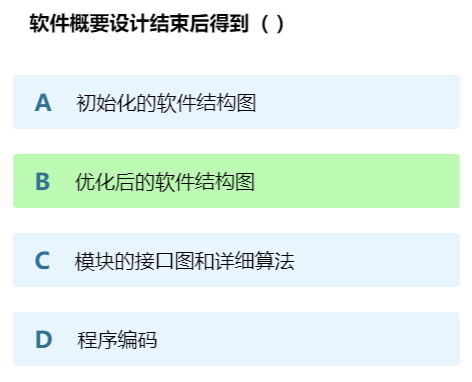 软件概要设计结束后得到（ ）
A 初始化的软件结构图
B 优化后的软件结构图
C 模块的接口图和详细算法
D 程序编码